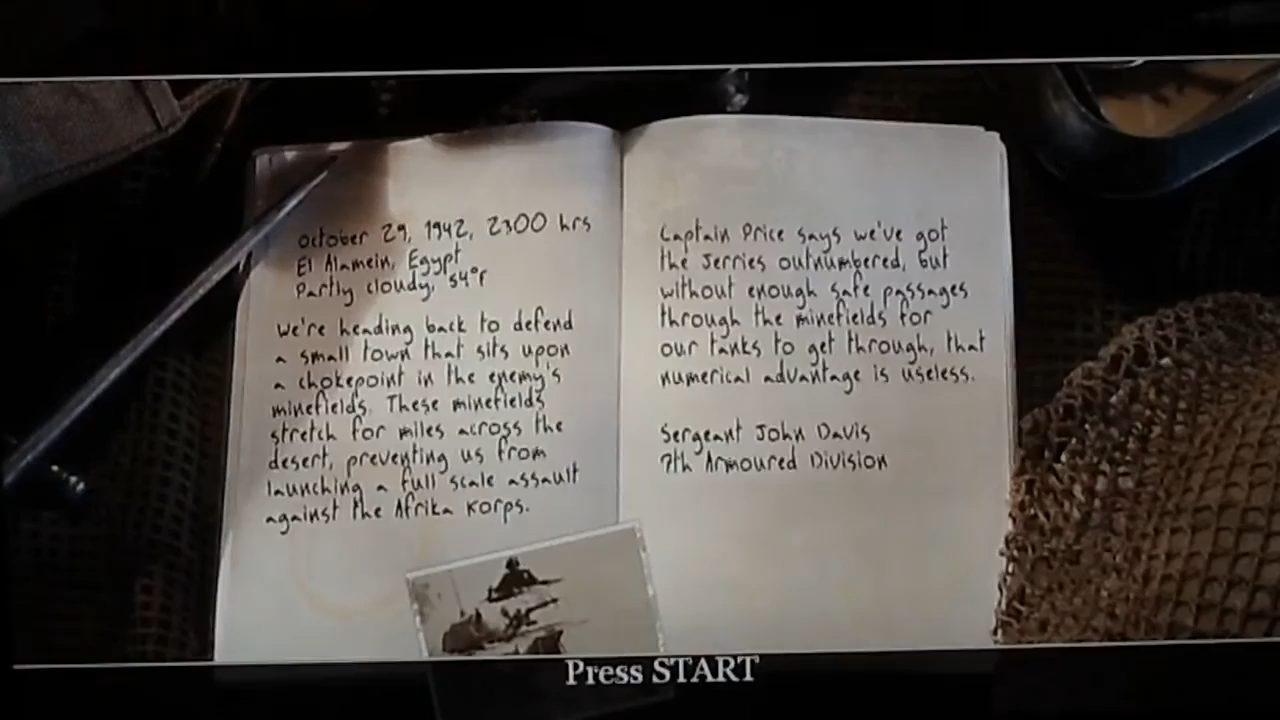 October 29, 1942, 2300 hrs
El Alamein, Egypt
Partly cloudy, 54°F
We're heading back to defend
a small town that sits upon
a chokepoint in the enemy's
minefields. These minefields
stretch for miles across the
desert, preventing us from
launching a full scale assault
against the Afrika Korps.
Captain Price says we've got
the Jerries outnumbered, but
without enough safe passages
through the minefields for
our tanks to get through, that
numerical advantage is useless.
Sergeant John Davis
7th Armoured Division
Press START